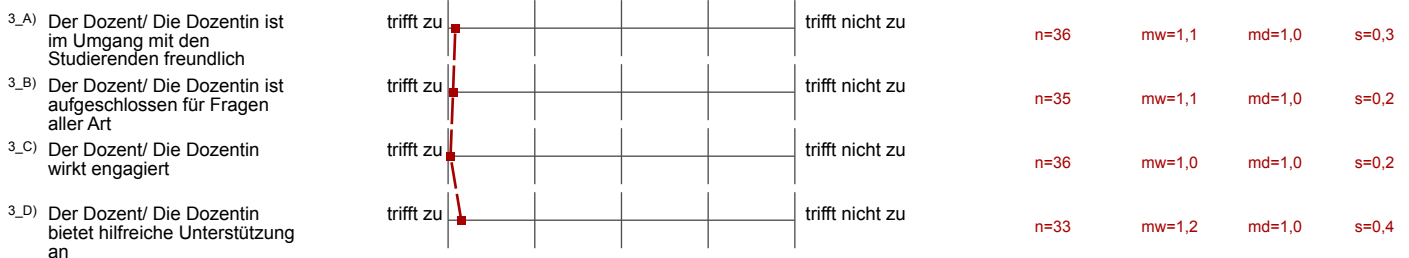 3_A) Der Dozent/ Die Dozentin ist
im Umgang mit den
Studierenden freundlich
trifft zu trifft nicht zu n=36 mw=1,1 md=1,0 s=0,3
3_B) Der Dozent/ Die Dozentin ist
aufgeschlossen für Fragen
aller Art
trifft zu trifft nicht zu n=35 mw=1,1 md=1,0 s=0,2
3_C) Der Dozent/ Die Dozentin
wirkt engagiert
trifft zu trifft nicht zu n=36 mw=1,0 md=1,0 s=0,2
3_D) Der Dozent/ Die Dozentin
bietet hilfreiche Unterstützung
an
trifft zu trifft nicht zu n=33 mw=1,2 md=1,0 s=0,4